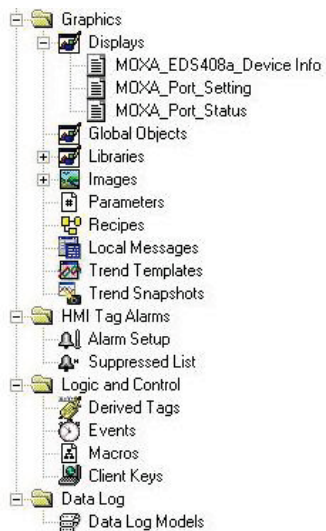 Graphics
Displays
MOXA_EDS408a_Device Info
MOXA_Port_Setting
MOXA_Port_Status
Global Objects
Libraries
Images
Parameters
Recipes
Local Messages
Trend Templates
Trend Snapshots
HMI Tag Alarms
Alarm Setup
Suppressed List
Logic and Control
Derived Tags
Events
Macros
Client Keys
Data Log
Data Log Models